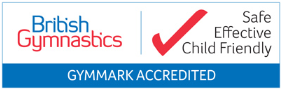 British
Gymnastics
Safe
Effective
Child Friendly
GYMMARK ACCREDITED